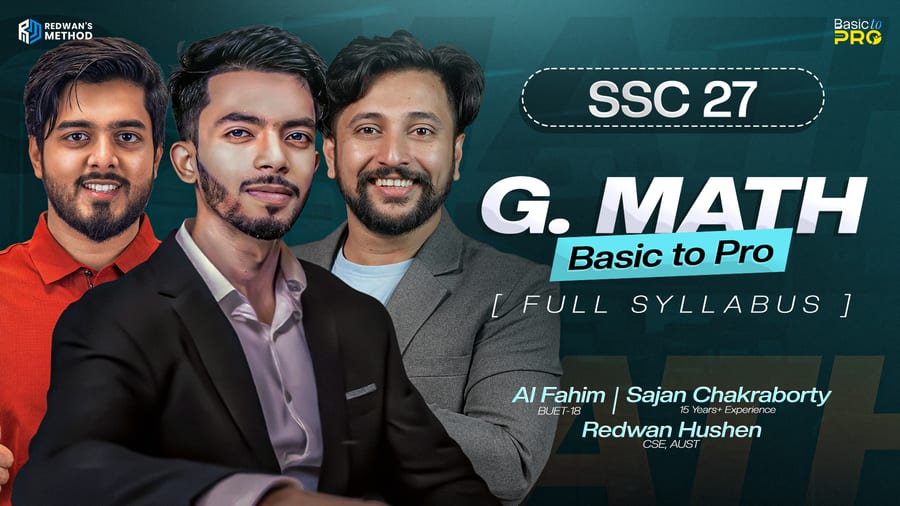 REDWAN'S
METHOD
Basic to
PRO
SSC 27
G. MATH
Basic to Pro
[ FULL SYLLABUS ]
Al Fahim | Sajan Chakraborty
BUET-18 15 Years+ Experience
Redwan Hushen
CSE, AUST